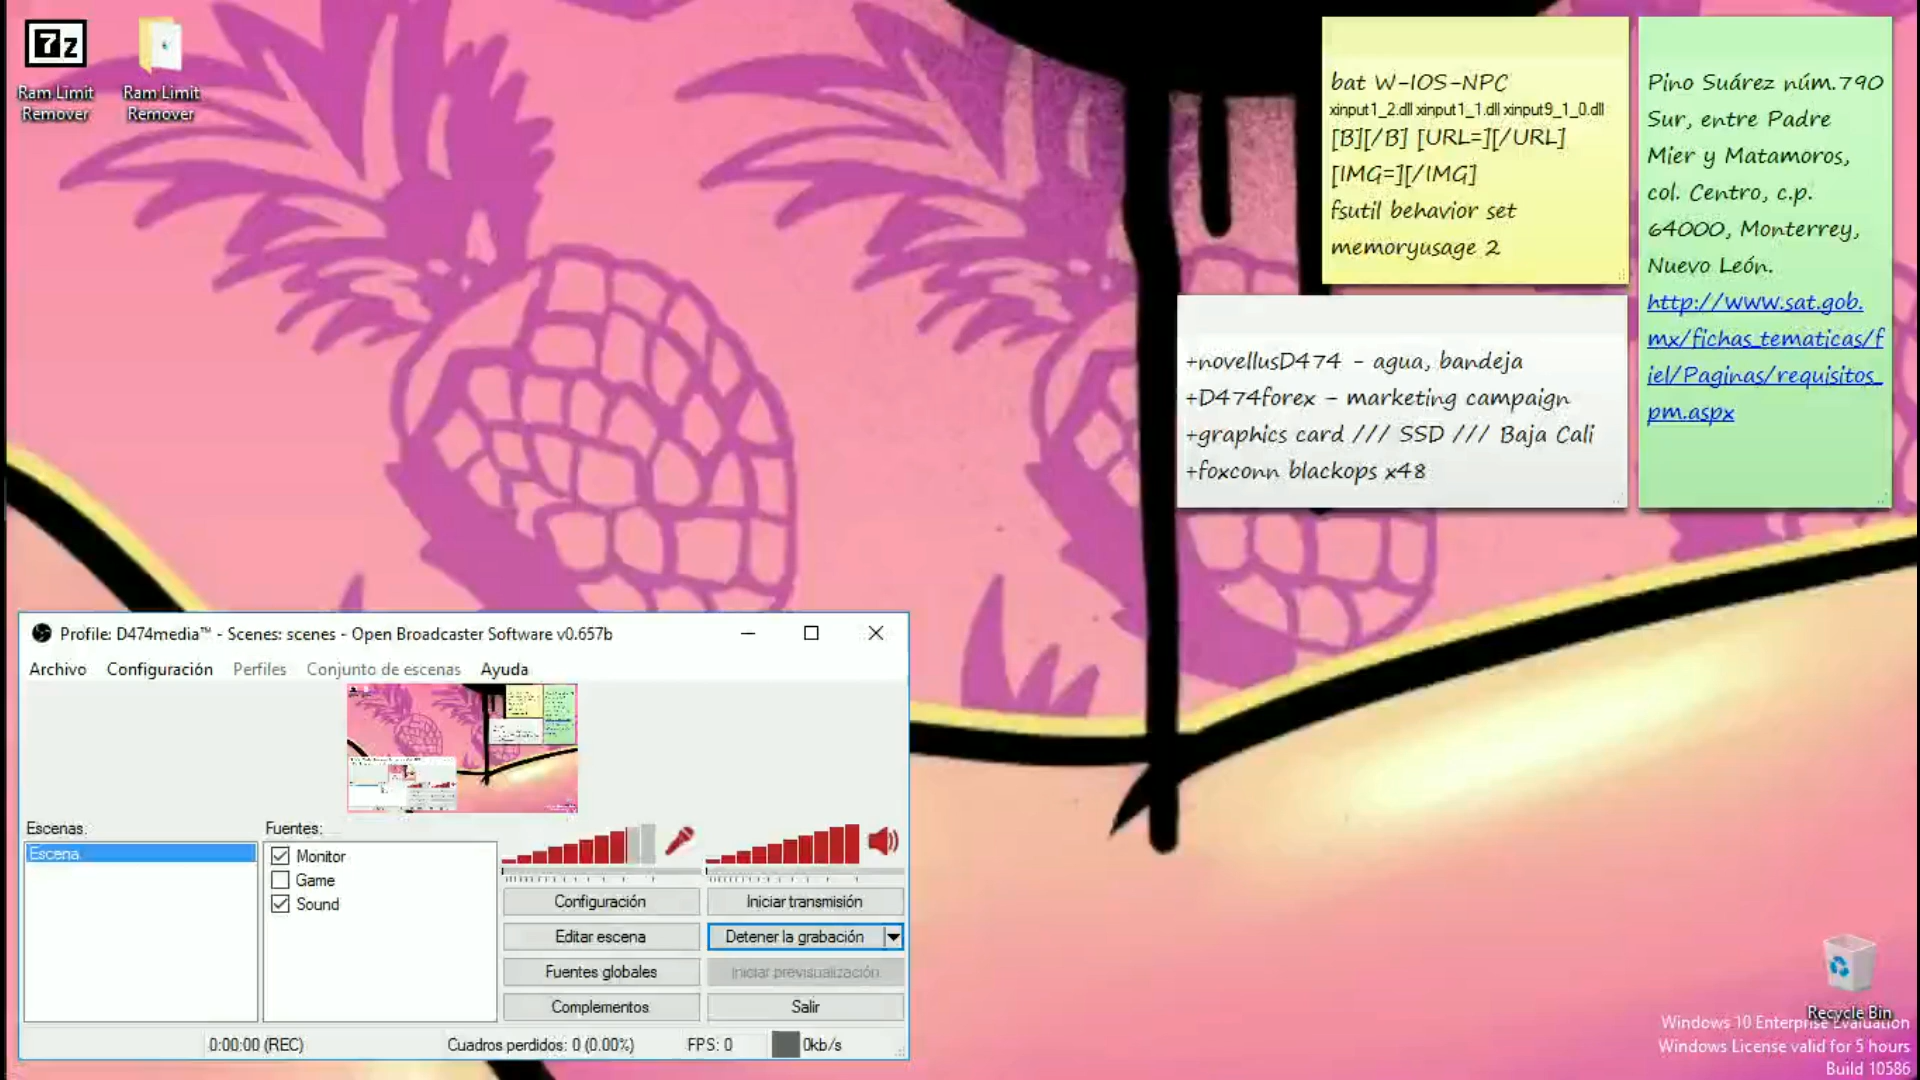 Ram Limit
Remover
Ram Limit
Remover
bat W-IOS-NPC
xinput1_2.dll xinput1_1.dll xinput9_1_0.dll
[B][/B] [URL=][/URL]
[IMG=][/IMG]
fsutil behavior set
memoryusage 2
Pino Suárez núm.790
Sur, entre Padre
Mier y Matamoros,
col. Centro, c.p.
64000, Monterrey,
Nuevo León.
http://www.sat.gob.
mx/fichas_tematicas/f
iel/Paginas/requisitos_
pm.aspx
+novellusD474 - agua, bandeja
+D474forex - marketing campaign
+graphics card /// SSD /// Baja Cali
+foxconn blackops x48
Profile: D474media™ - Scenes: scenes - Open Broadcaster Software v0.657b
Archivo Configuración Perfiles Conjunto de escenas Ayuda
Escenas:
Escena
Fuentes:
Monitor
Game
Sound
Configuración
Iniciar transmisión
Editar escena
Detener la grabación
Fuentes globales
Iniciar previsualización
Complementos
Salir
0:00:00 (REC)
Cuadros perdidos: 0 (0.00%)
FPS: 0
0kb/s
Recycle Bin
Windows 10 Enterprise Evaluation
Windows License valid for 5 hours
Build 10586